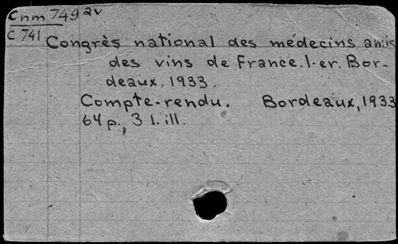 Cnm 749 2v
C 741
Congrès national des médecins amis
des vins de France. 1-er. Bor-
deaux. 1933.
Compte-rendu. Bordeaux, 1933
64 p., 3 l. ill.